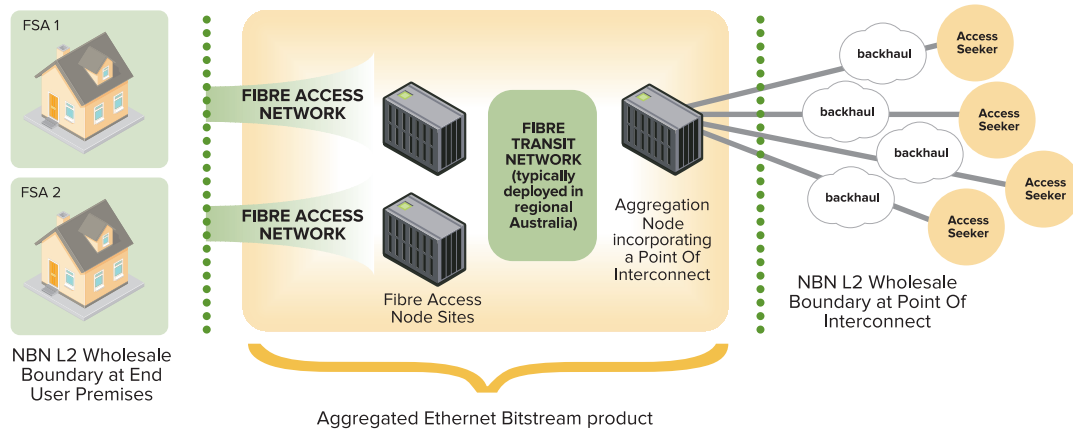 FSA 1
FSA 2
NBN L2 Wholesale
Boundary at End
User Premises
FIBRE ACCESS
NETWORK
FIBRE ACCESS
NETWORK
Fibre Access
Node Sites
FIBRE
TRANSIT
NETWORK
(typically
deployed in
regional
Australia)
Aggregation
Node
incorporating
a Point Of
Interconnect
backhaul
Access
Seeker
backhaul
Access
Seeker
backhaul
Access
Seeker
backhaul
Access
Seeker
NBN L2 Wholesale
Boundary at Point Of
Interconnect
Aggregated Ethernet Bitstream product